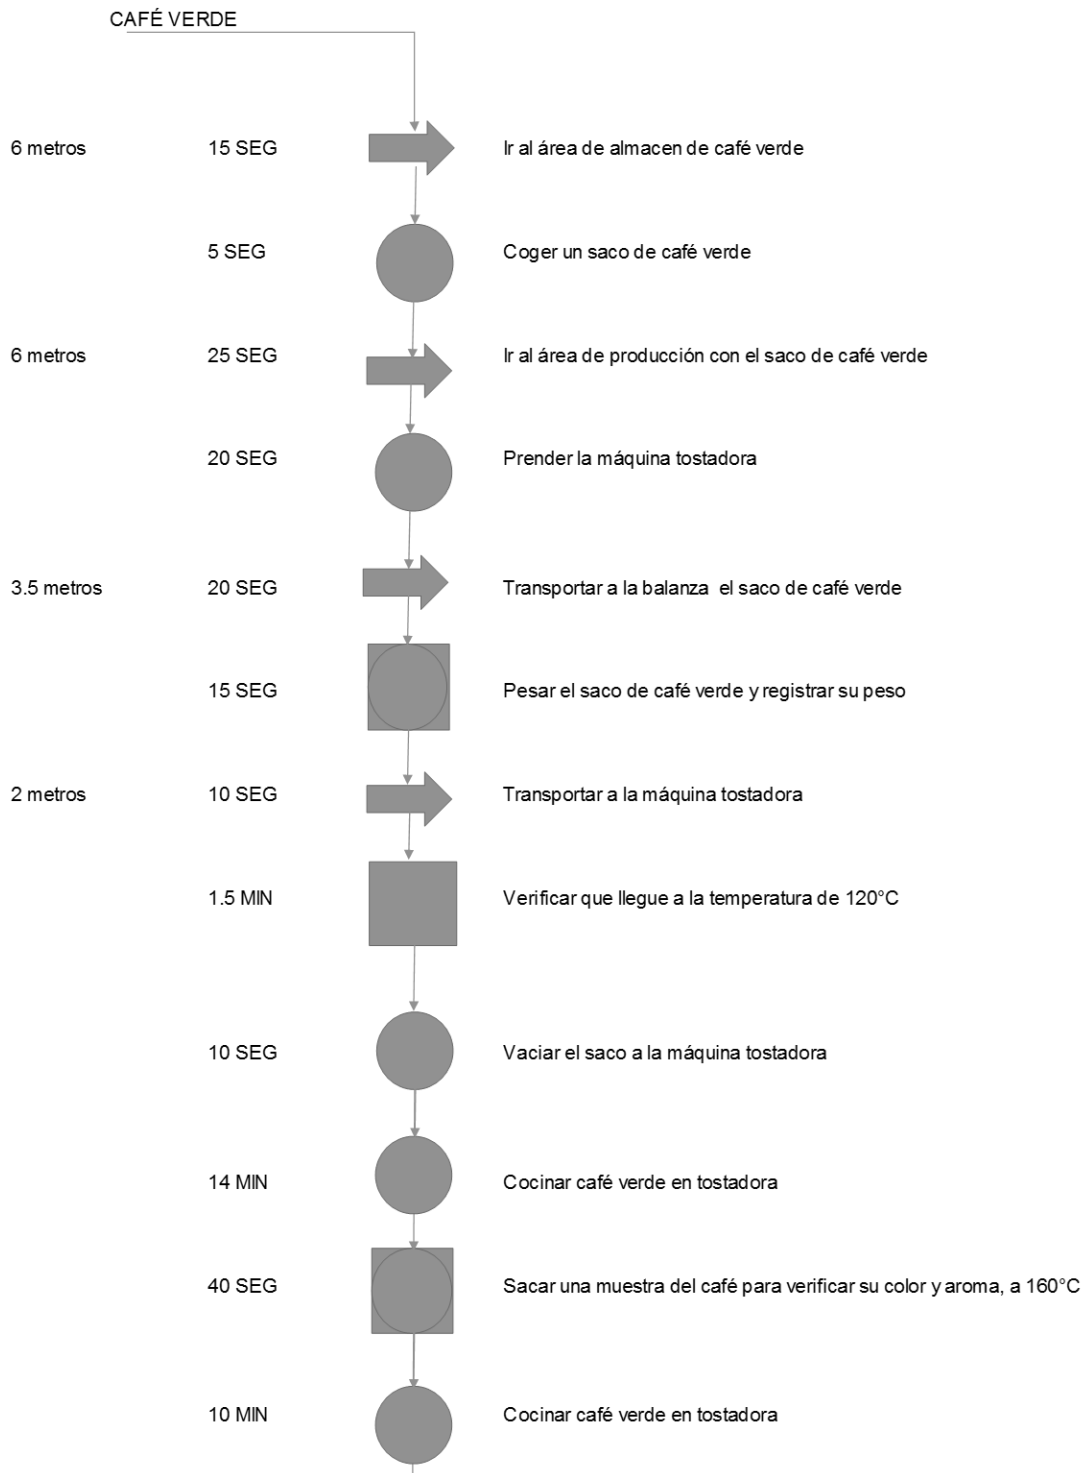 CAFÉ VERDE
6 metros 15 SEG Ir al área de almacen de café verde
5 SEG Coger un saco de café verde
6 metros 25 SEG Ir al área de producción con el saco de café verde
20 SEG Prender la máquina tostadora
3.5 metros 20 SEG Transportar a la balanza el saco de café verde
15 SEG Pesar el saco de café verde y registrar su peso
2 metros 10 SEG Transportar a la máquina tostadora
1.5 MIN Verificar que llegue a la temperatura de 120°C
10 SEG Vaciar el saco a la máquina tostadora
14 MIN Cocinar café verde en tostadora
40 SEG Sacar una muestra del café para verificar su color y aroma, a 160°C
10 MIN Cocinar café verde en tostadora